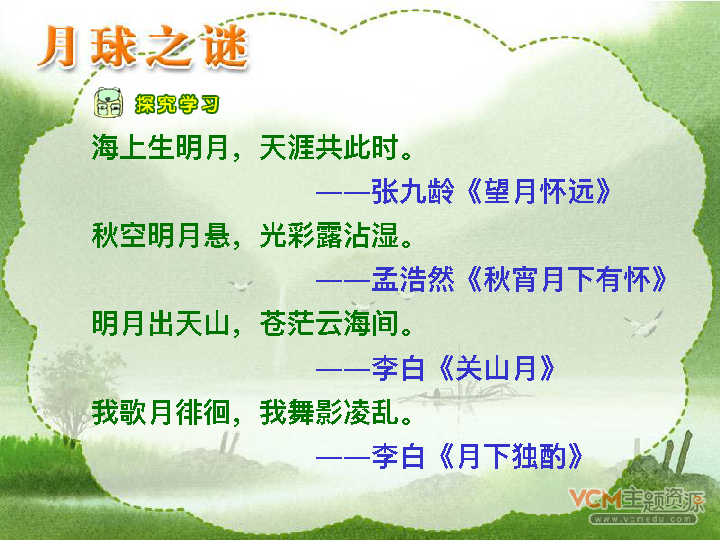 月球之谜
探究学习
海上生明月，天涯共此时。
——张九龄《望月怀远》
秋空明月悬，光彩露沾湿。
——孟浩然《秋宵月下有怀》
明月出天山，苍茫云海间。
——李白《关山月》
我歌月徘徊，我舞影凌乱。
——李白《月下独酌》
VCM主题资源
www.vcmedu.com